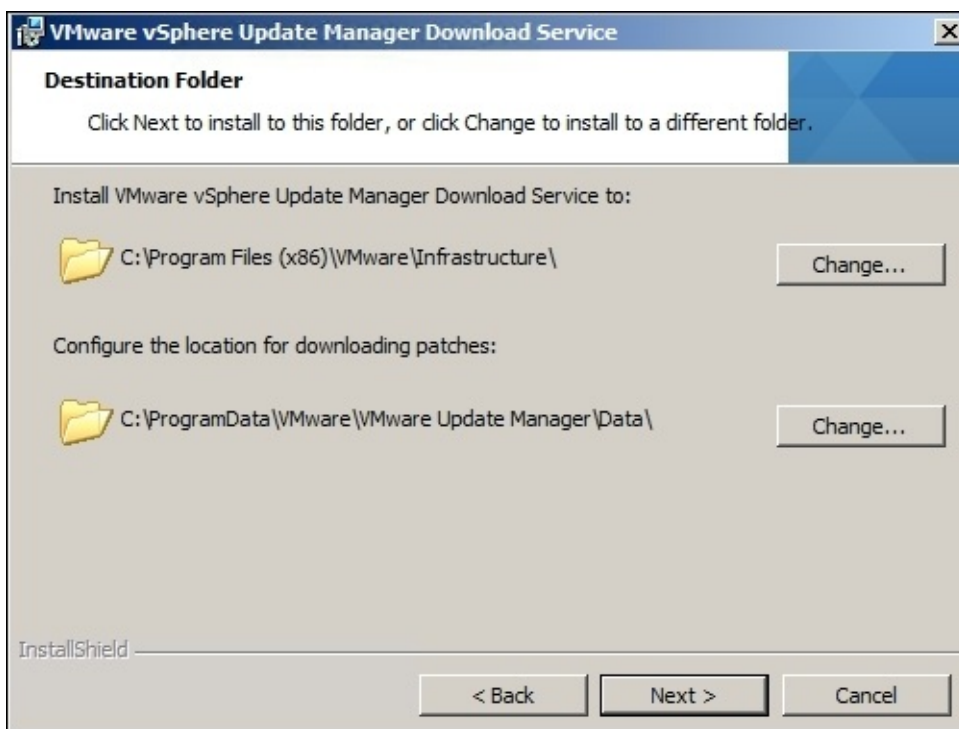 VMware vSphere Update Manager Download Service
Destination Folder
Click Next to install to this folder, or click Change to install to a different folder.
Install VMware vSphere Update Manager Download Service to:
C:\Program Files (x86)\VMware\Infrastructure\
Change...
Configure the location for downloading patches:
C:\ProgramData\VMware\VMware Update Manager\Data\
Change...
InstallShield
< Back
Next >
Cancel